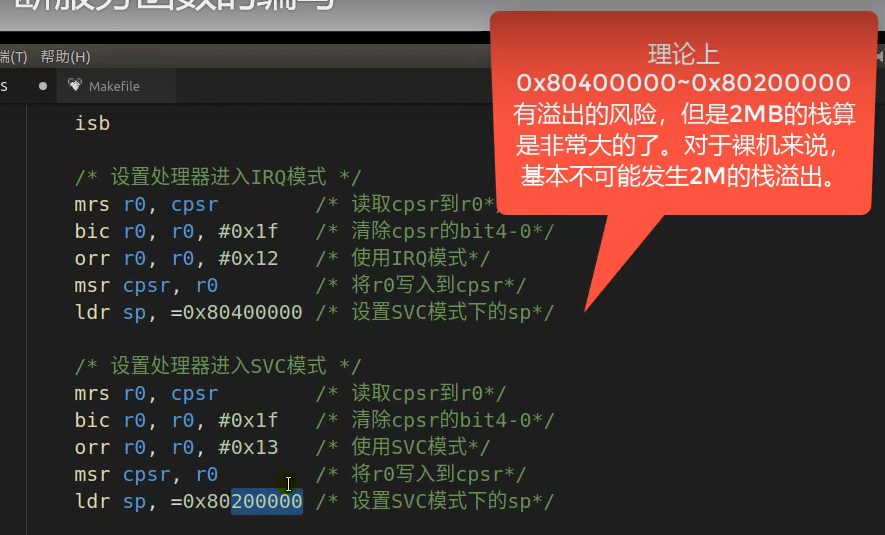 断服务函数的编写
端(T) 帮助(H)
s ● Makefile
理论上
0x80400000~0x80200000
有溢出的风险，但是2MB的栈算
是非常大的了。对于裸机来说，
基本不可能发生2M的栈溢出。
isb
/* 设置处理器进入IRQ模式 */
mrs r0, cpsr /* 读取cpsr到r0*/
bic r0, r0, #0x1f /* 清除cpsr的bit4-0*/
orr r0, r0, #0x12 /* 使用IRQ模式*/
msr cpsr, r0 /* 将r0写入到cpsr*/
ldr sp, =0x80400000 /* 设置SVC模式下的sp*/
/* 设置处理器进入SVC模式 */
mrs r0, cpsr /* 读取cpsr到r0*/
bic r0, r0, #0x1f /* 清除cpsr的bit4-0*/
orr r0, r0, #0x13 /* 使用SVC模式*/
msr cpsr, r0 /* 将r0写入到cpsr*/
ldr sp, =0x80200000 /* 设置SVC模式下的sp*/